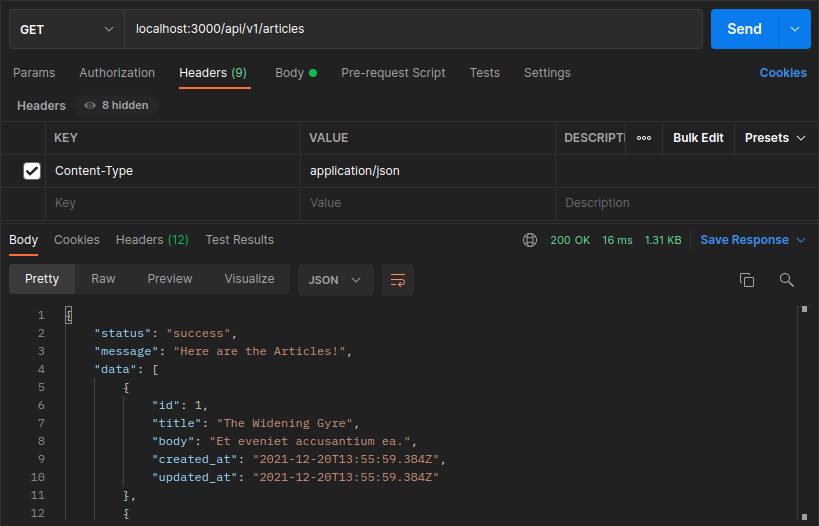 GET localhost:3000/api/v1/articles Send
Params Authorization Headers (9) Body Pre-request Script Tests Settings Cookies
Headers 8 hidden
KEY VALUE DESCRIPTI ooo Bulk Edit Presets
Content-Type application/json
Key Value Description
Body Cookies Headers (12) Test Results 200 OK 16 ms 1.31 KB Save Response
Pretty Raw Preview Visualize JSON
1 {
2 "status": "success",
3 "message": "Here are the Articles!",
4 "data": [
5 {
6 "id": 1,
7 "title": "The Widening Gyre",
8 "body": "Et eveniet accusantium ea.",
9 "created_at": "2021-12-20T13:55:59.384Z",
10 "updated_at": "2021-12-20T13:55:59.384Z"
11 },
12 {